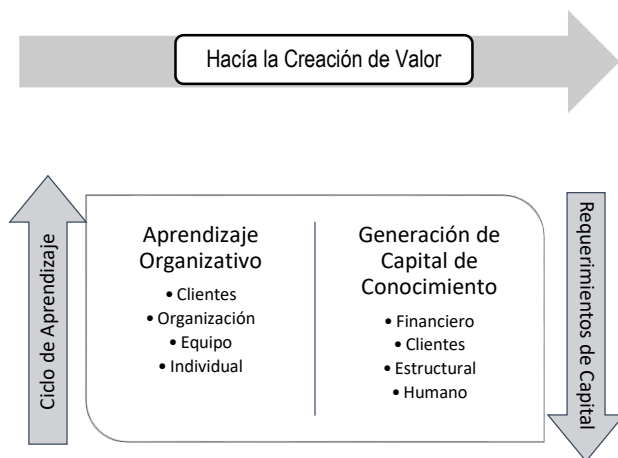 Hacía la Creación de Valor
Ciclo de Aprendizaje
Aprendizaje
Organizativo
• Clientes
• Organización
• Equipo
• Individual
Generación de
Capital de
Conocimiento
• Financiero
• Clientes
• Estructural
• Humano
Requerimientos de Capital